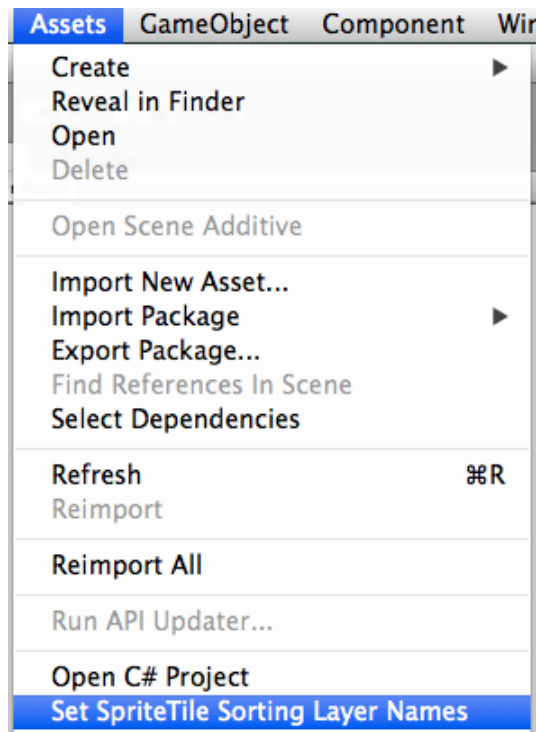 Assets GameObject Component
Create
Reveal in Finder
Open
Delete
Open Scene Additive
Import New Asset...
Import Package
Export Package...
Find References In Scene
Select Dependencies
Refresh ⌘R
Reimport
Reimport All
Run API Updater...
Open C# Project
Set SpriteTile Sorting Layer Names